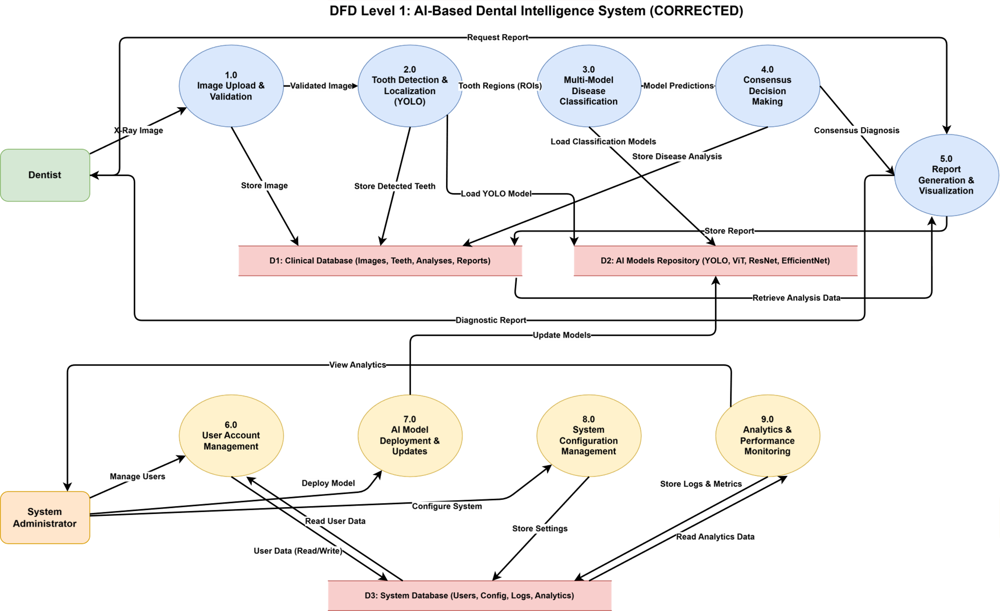 DFD Level 1: AI-Based Dental Intelligence System (CORRECTED)
Request Report
1.0
Image Upload &
Validation
Validated Image
2.0
Tooth Detection &
Localization
(YOLO)
Tooth Regions (ROIs)
3.0
Multi-Model
Disease
Classification
Model Predictions
4.0
Consensus
Decision
Making
X-Ray Image
Consensus Diagnosis
Load Classification Models
Store Disease Analysis
Dentist
5.0
Report
Generation &
Visualization
Store Image
Store Detected Teeth
Load YOLO Model
Store Report
D1: Clinical Database (Images, Teeth, Analyses, Reports)
D2: AI Models Repository (YOLO, ViT, ResNet, EfficientNet)
Retrieve Analysis Data
Diagnostic Report
Update Models
View Analytics
6.0
User Account
Management
7.0
AI Model
Deployment &
Updates
8.0
System
Configuration
Management
9.0
Analytics &
Performance
Monitoring
Manage Users
Deploy Model
Store Logs & Metrics
Configure System
System
Administrator
Read User Data
Store Settings
Read Analytics Data
User Data (Read/Write)
D3: System Database (Users, Config, Logs, Analytics)